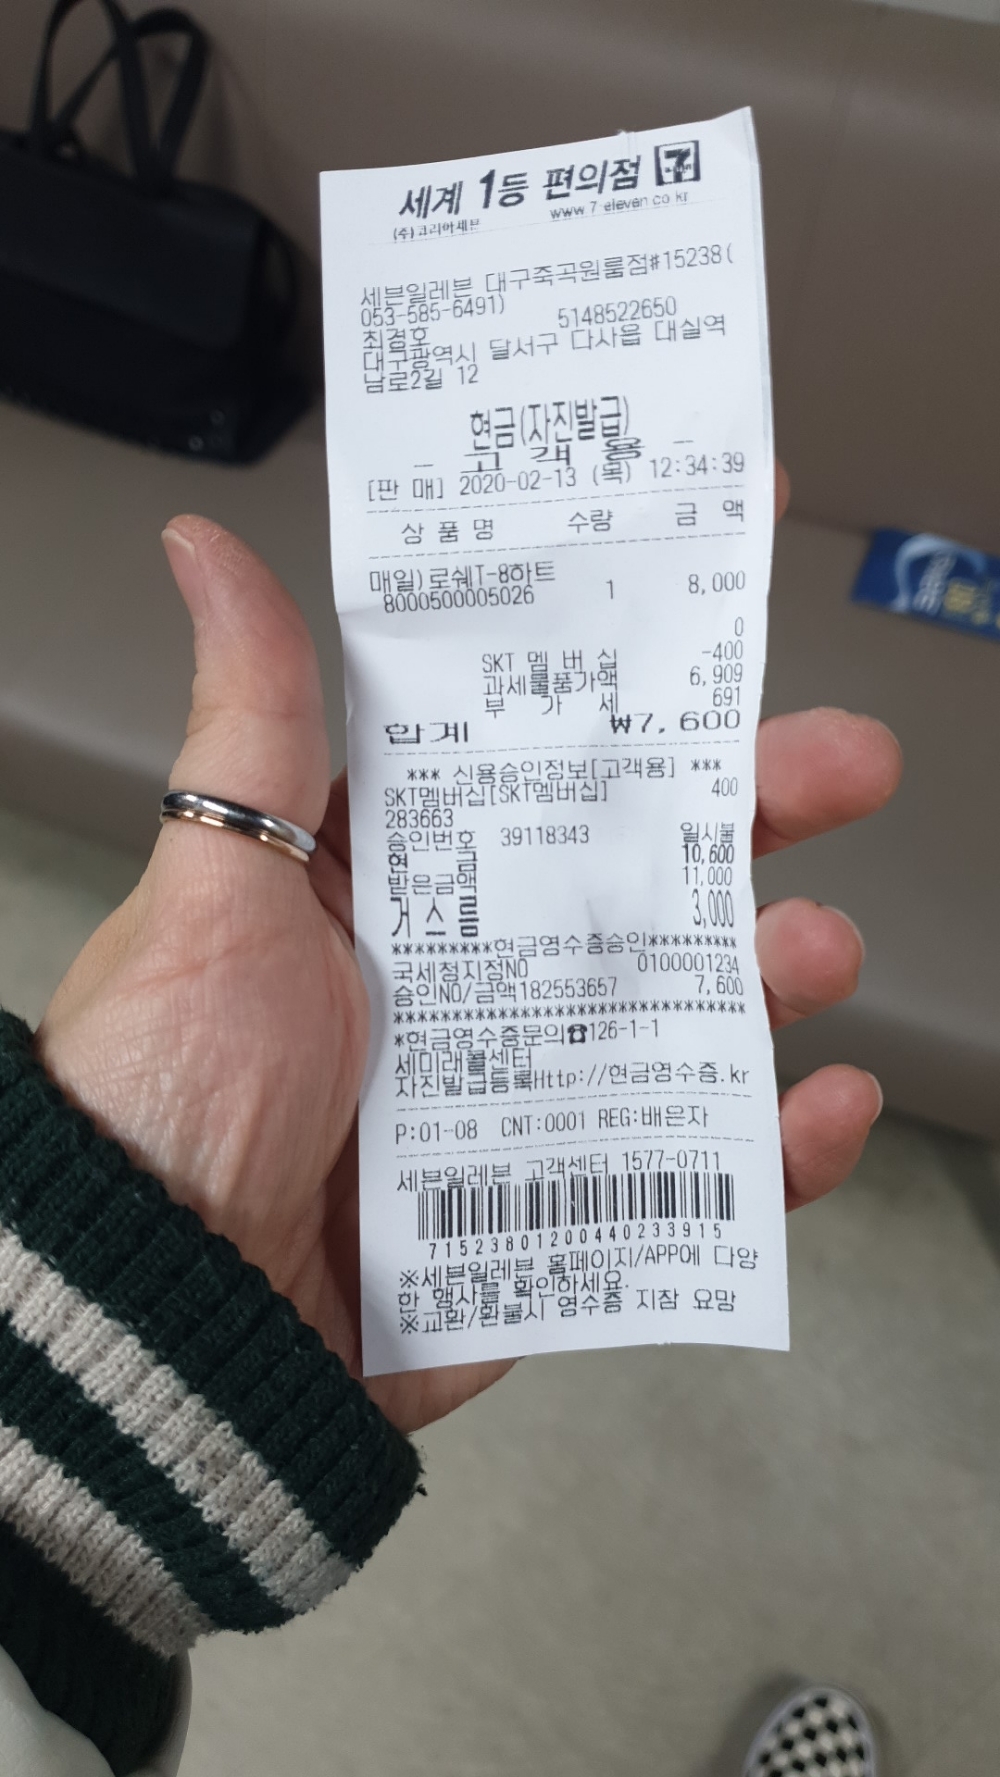 세계 1등 편의점 7
(주)코리아세븐 www.7-eleven.co.kr
세븐일레븐 대구죽곡원룸점#15238(
053-585-6491)
최경호 5148522650
대구광역시 달서구 다사읍 대실역
남로2길 12
현금(자진발급)
_ 고 객 용 _
[판 매] 2020-02-13 (목) 12:34:39
상 품 명 수량 금 액
매일)로쉐T-8하트
8000500005026 1 8,000
0
SKT 멤 버 십 -400
과세물품가액 6,909
부 가 세 691
합계 ₩7,600
*** 신용승인정보[고객용] ***
SKT멤버십[SKT멤버십] 400
283663
승인번호 39118343 일시불
현 금 10,600
받은금액 11,000
거스름 3,000
*********현금영수증승인*********
국세청지정NO 0100001234
승인NO/금액182553657 7,600
********************************
*현금영수증문의☎126-1-1
세미래콜센터
자진발급등록Http://현금영수증.kr
P:01-08 CNT:0001 REG:배은자
세븐일레븐 고객센터 1577-0711
71523801200440233915
※세븐일레븐 홈페이지/APP에 다양
한 행사를 확인하세요.
※교환/환불시 영수증 지참 요망